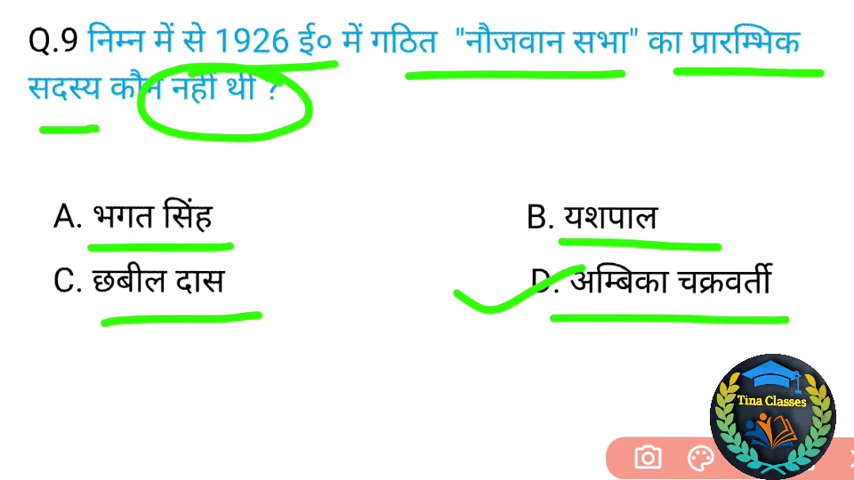 Q.9 निम्न में से 1926 ई० में गठित "नौजवान सभा" का प्रारम्भिक
सदस्य कौन नहीं थी ?
A. भगत सिंह
B. यशपाल
C. छबील दास
D. अम्बिका चक्रवर्ती
Tina Classes